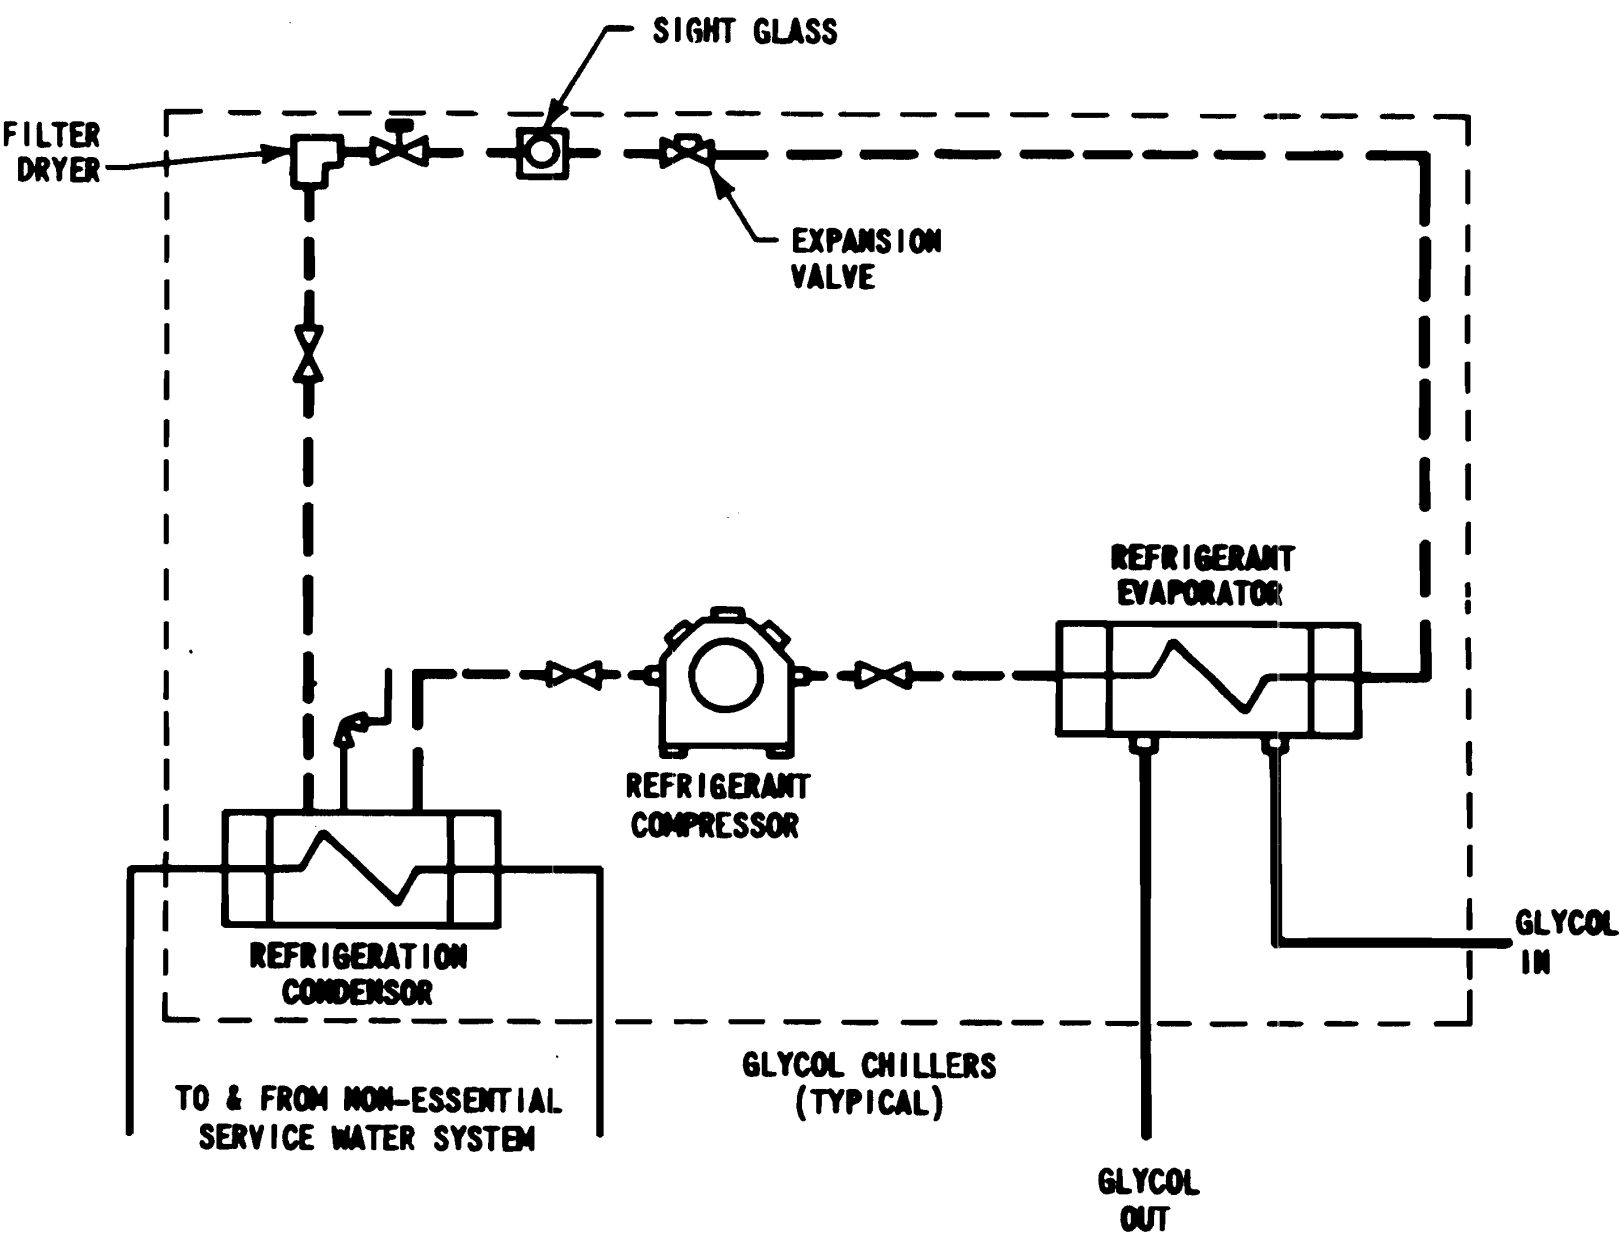 SIGHT GLASS
FILTER
DRYER
EXPANSION
VALVE
REFRIGERANT
EVAPORATOR
REFRIGERANT
COMPRESSOR
GLYCOL
IN
REFRIGERATION
CONDENSOR
GLYCOL CHILLERS
(TYPICAL)
TO & FROM NON-ESSENTIAL
SERVICE WATER SYSTEM
GLYCOL
OUT